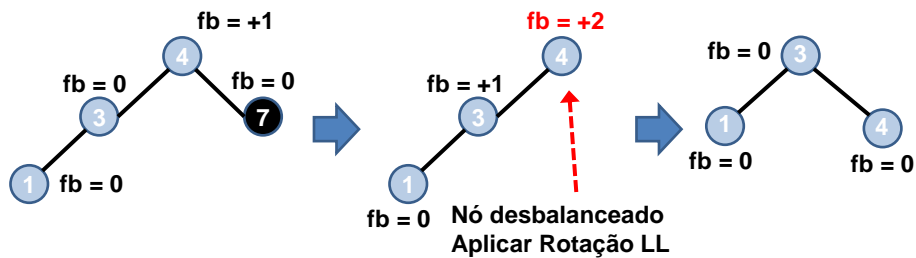 fb = +1
4
fb = 0
fb = 0
3
7
1
fb = 0
fb = +2
4
fb = +1
3
1
fb = 0
Nó desbalanceado
Aplicar Rotação LL
fb = 0
3
1
4
fb = 0
fb = 0